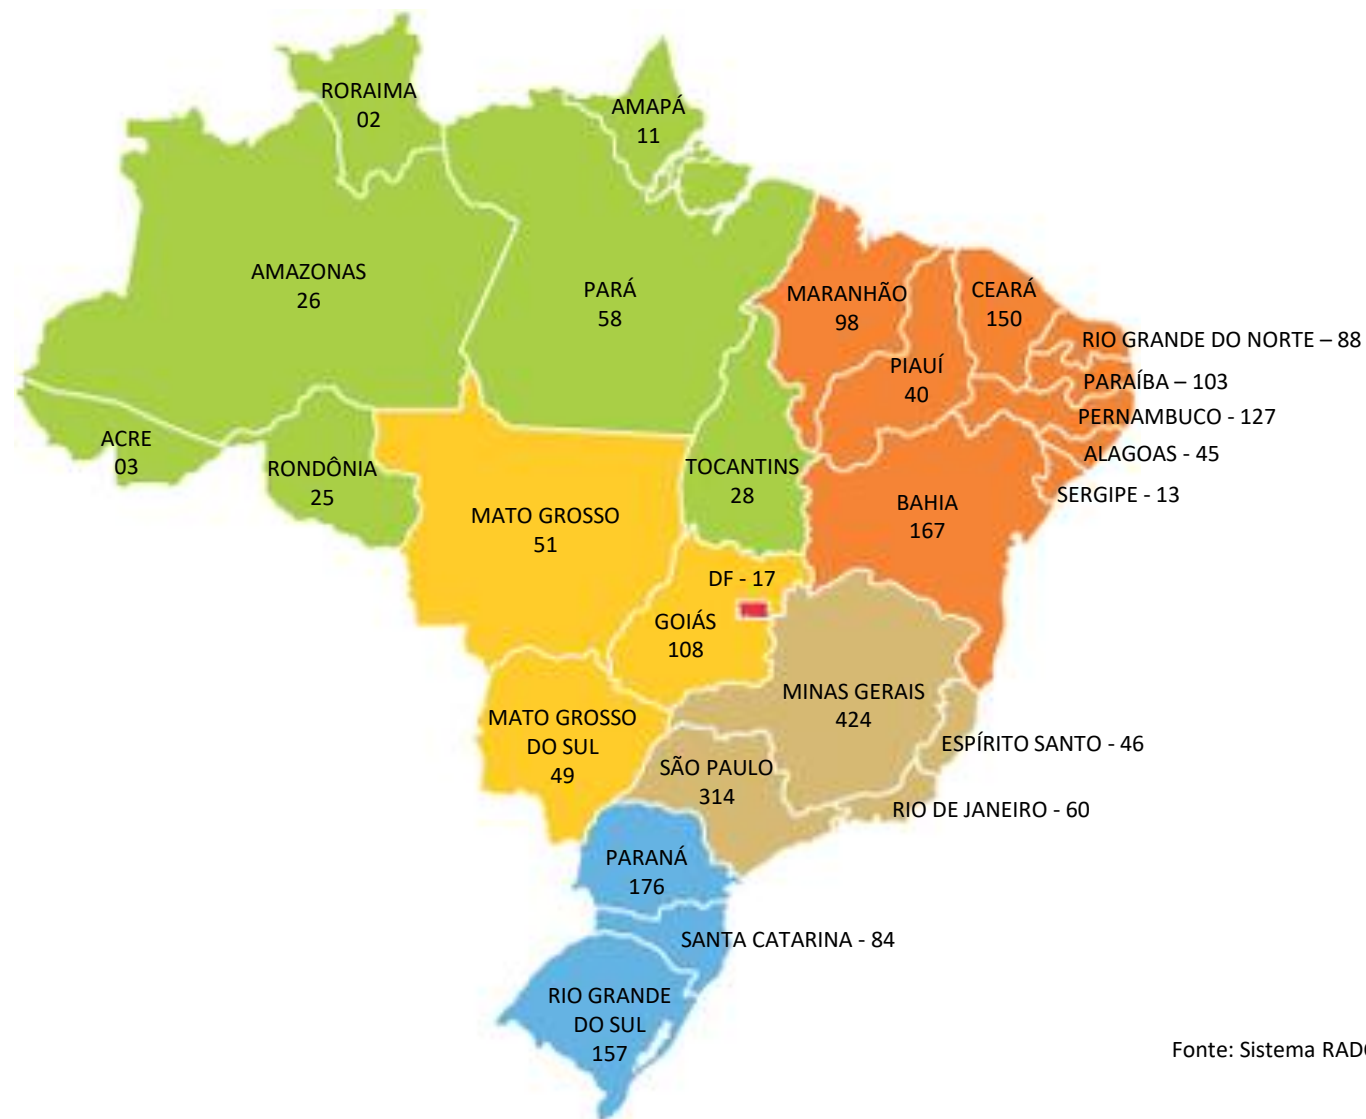 RORAIMA
02
AMAPÁ
11
AMAZONAS
26
PARÁ
58
MARANHÃO
98
CEARÁ
150
RIO GRANDE DO NORTE – 88
PIAUÍ
40
PARAÍBA – 103
PERNAMBUCO - 127
ACRE
03
RONDÔNIA
25
TOCANTINS
28
ALAGOAS - 45
SERGIPE - 13
BAHIA
167
MATO GROSSO
51
DF - 17
GOIÁS
108
MINAS GERAIS
424
MATO GROSSO
DO SUL
49
ESPÍRITO SANTO - 46
SÃO PAULO
314
RIO DE JANEIRO - 60
PARANÁ
176
SANTA CATARINA - 84
RIO GRANDE
DO SUL
157
Fonte: Sistema